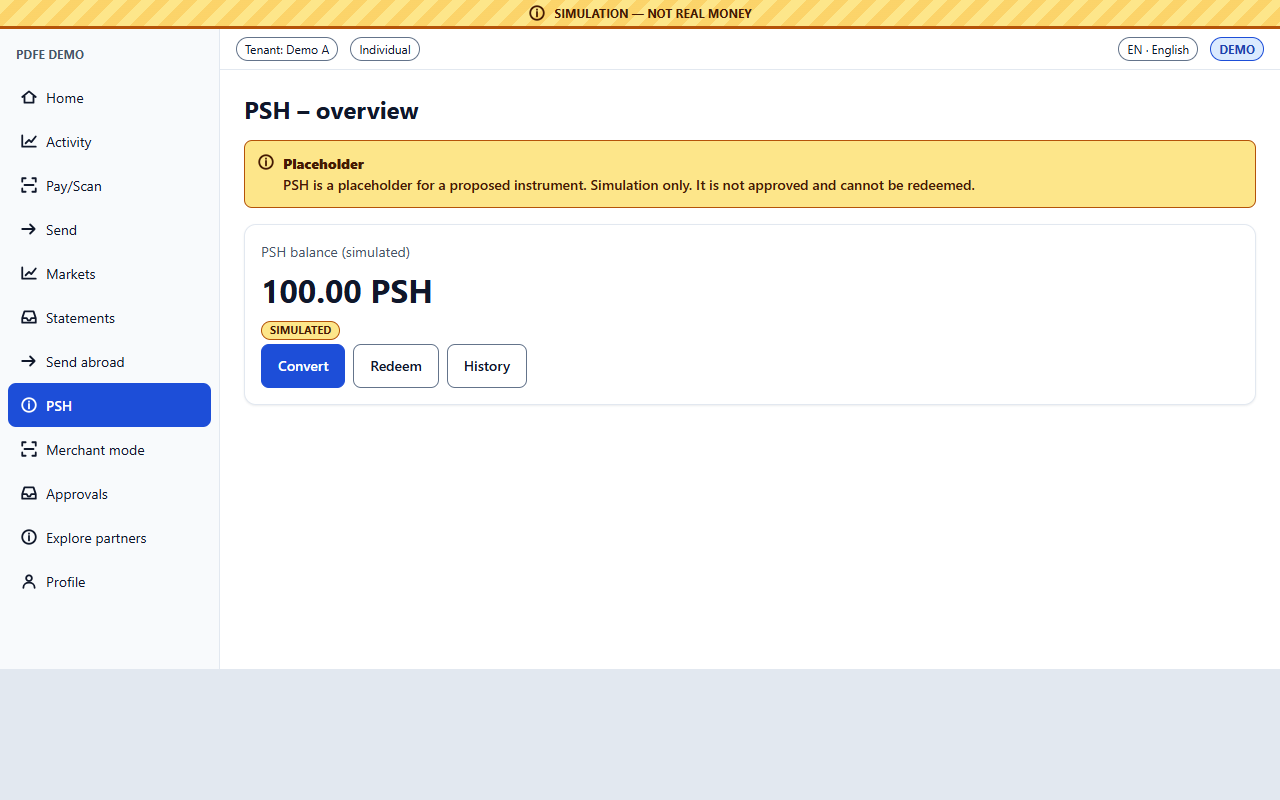 SIMULATION — NOT REAL MONEY
PDFE DEMO
Tenant: Demo A
Individual
EN · English
DEMO
Home
Activity
Pay/Scan
Send
Markets
Statements
Send abroad
PSH
Merchant mode
Approvals
Explore partners
Profile
PSH – overview
Placeholder
PSH is a placeholder for a proposed instrument. Simulation only. It is not approved and cannot be redeemed.
PSH balance (simulated)
100.00 PSH
SIMULATED
Convert
Redeem
History